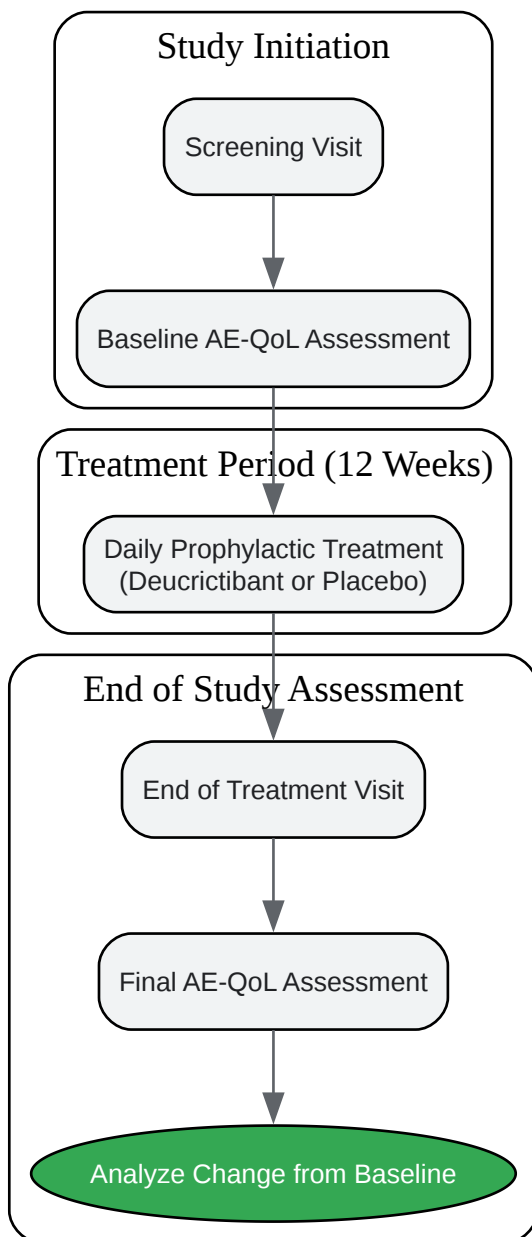 Study Initiation
Screening Visit
Baseline AE-QoL Assessment
Treatment Period (12 Weeks)
Daily Prophylactic Treatment
(Deucrictibant or Placebo)
End of Study Assessment
End of Treatment Visit
Final AE-QoL Assessment
Analyze Change from Baseline